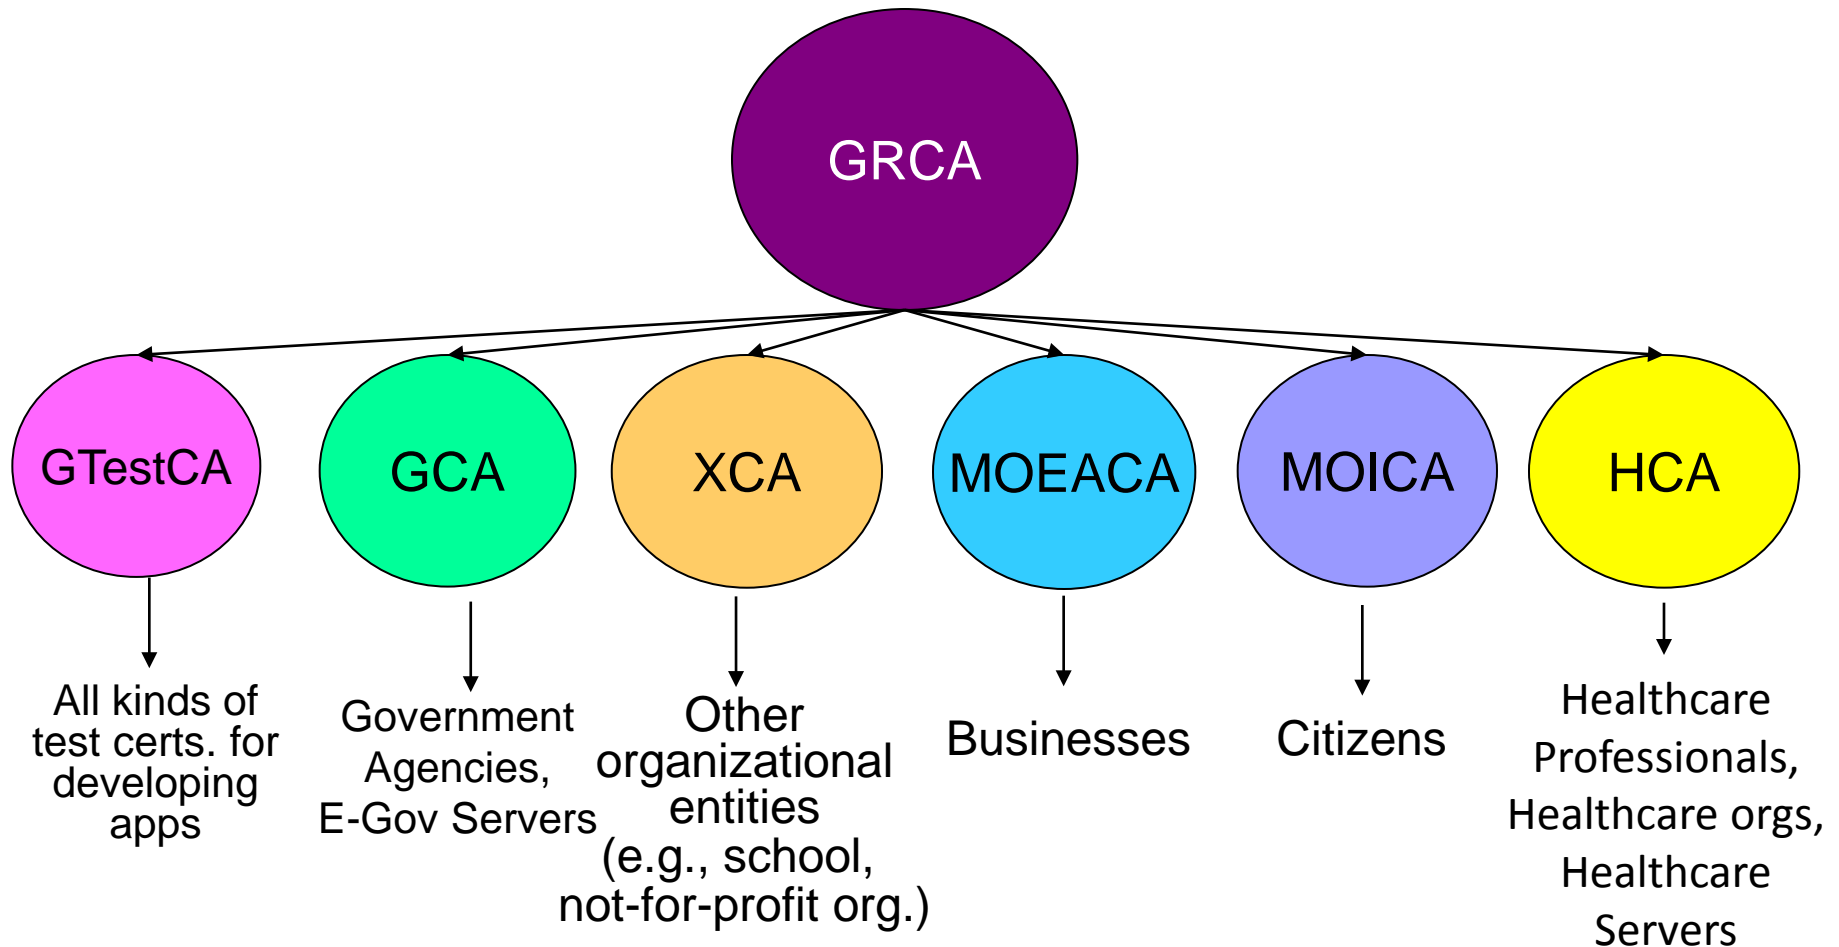 GRCA
GTestCA
GCA
XCA
MOEACA
MOICA
HCA
All kinds of
test certs. for
developing
apps
Government
Agencies,
E-Gov Servers
Other
organizational
entities
(e.g., school,
not-for-profit org.)
Businesses
Citizens
Healthcare
Professionals,
Healthcare orgs,
Healthcare
Servers